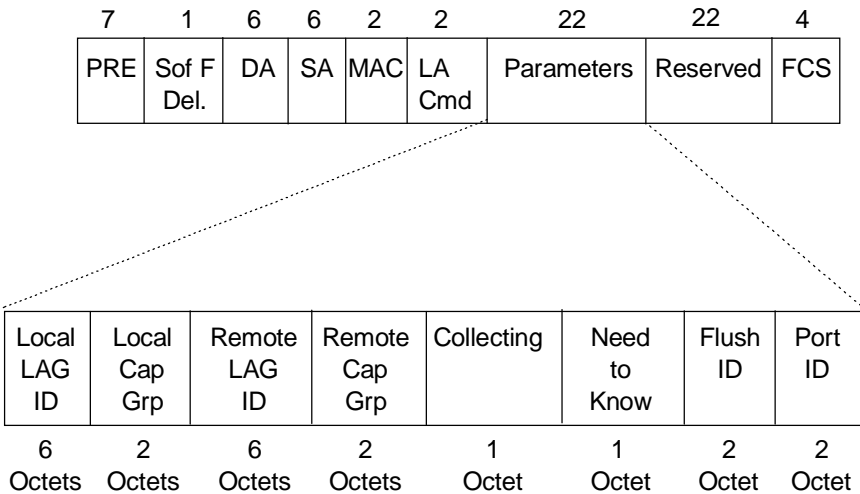 7 1 6 6 2 2 22 22 4
PRE Sof F DA SA MAC LA Parameters Reserved FCS
Del. Cmd
Local Local Remote Remote Collecting Need Flush Port
LAG Cap LAG Cap to ID ID
ID Grp ID Grp Know
6 2 6 2 1 1 2 2
Octets Octets Octets Octets Octet Octet Octet Octet